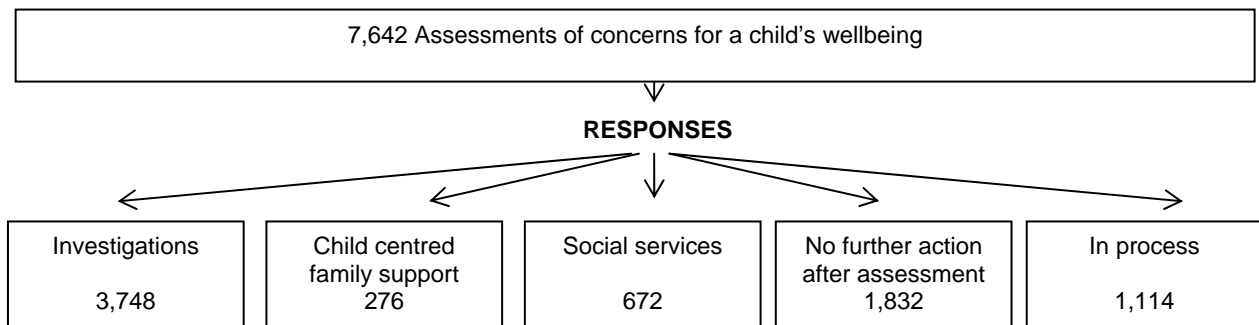 7,642 Assessments of concerns for a child's wellbeing
RESPONSES
Investigations
3,748
Child centred
family support
276
Social services
672
No further action
after assessment
1,832
In process
1,114